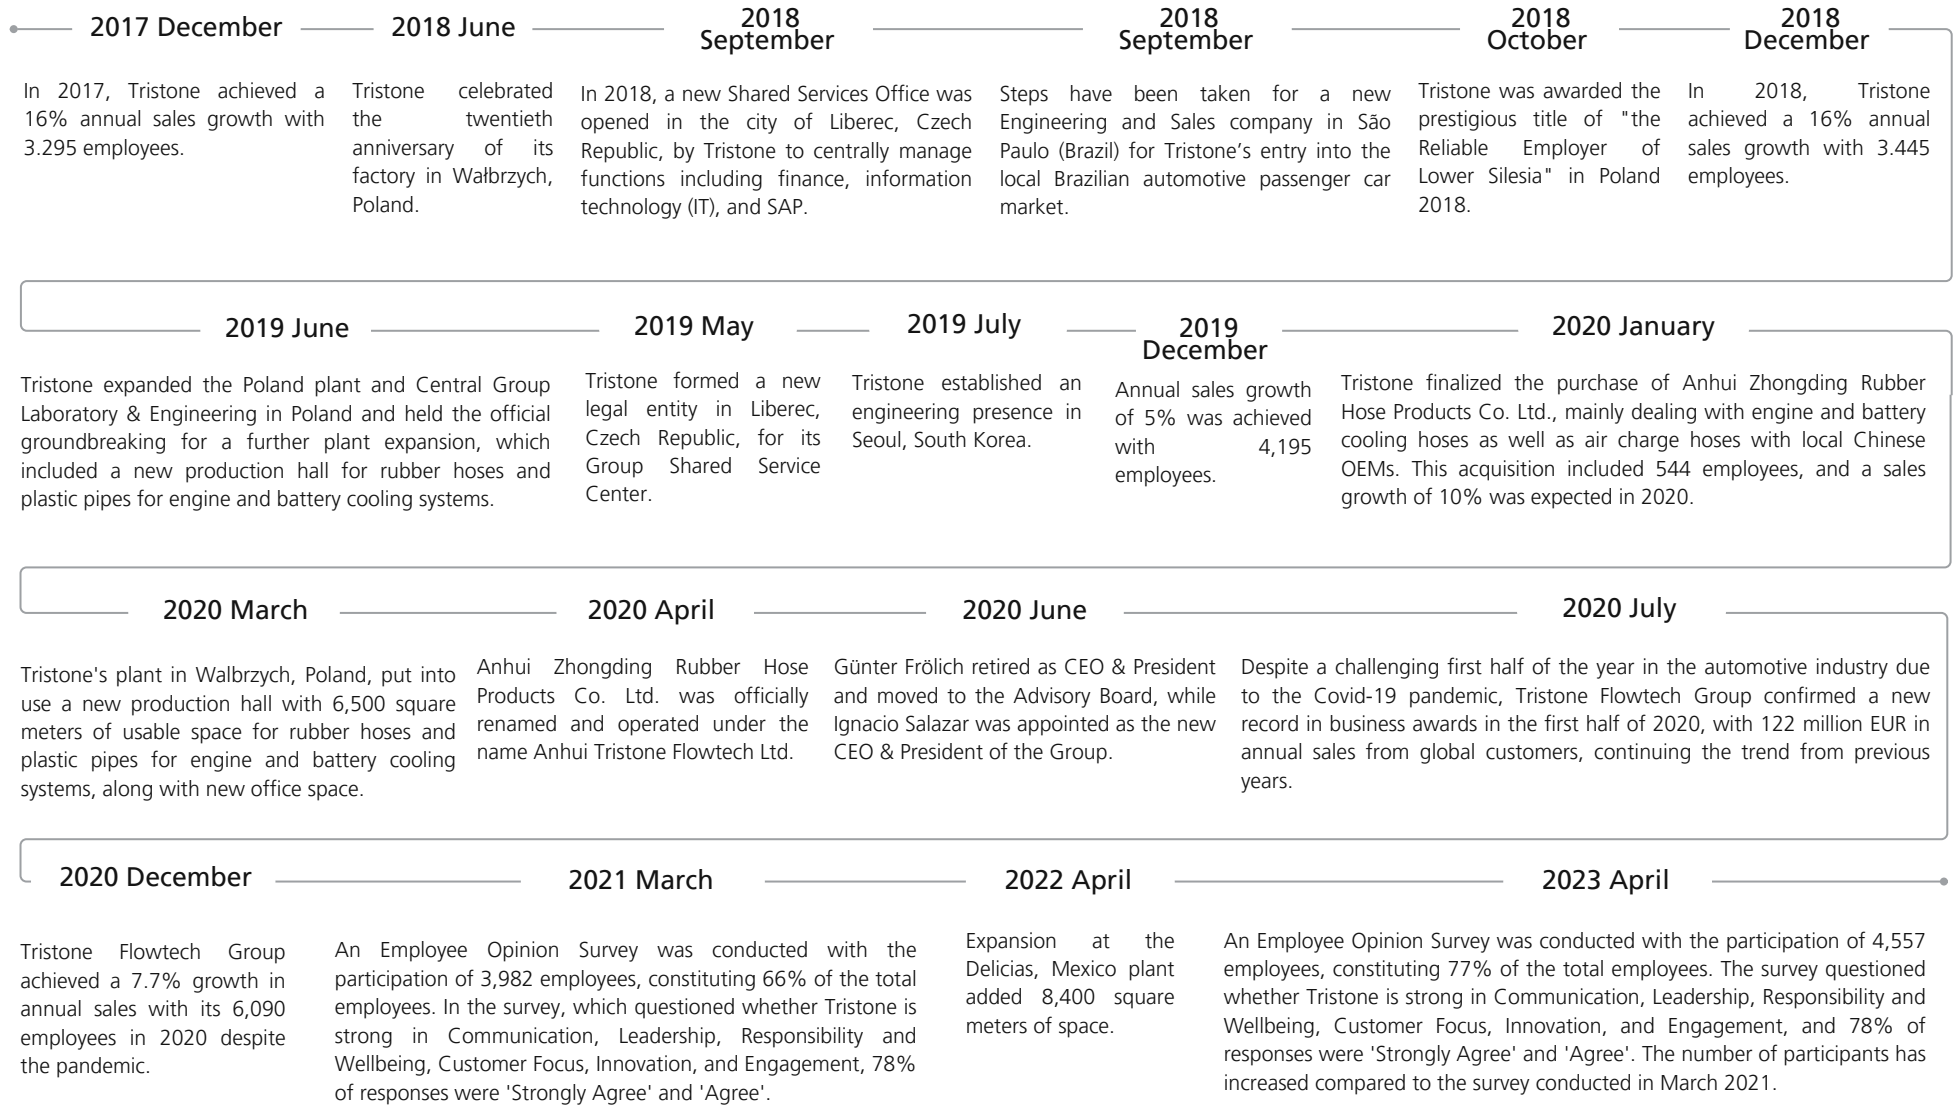 2017 December
In 2017, Tristone achieved a
16% annual sales growth with
3.295 employees.
2018 June
Tristone celebrated
the twentieth
anniversary of its
factory in Wałbrzych,
Poland.
2018
September
In 2018, a new Shared Services Office was
opened in the city of Liberec, Czech
Republic, by Tristone to centrally manage
functions including finance, information
technology (IT), and SAP.
2018
September
Steps have been taken for a new
Engineering and Sales company in São
Paulo (Brazil) for Tristone’s entry into the
local Brazilian automotive passenger car
market.
2018
October
Tristone was awarded the
prestigious title of "the
Reliable Employer of
Lower Silesia" in Poland
2018.
2018
December
In 2018, Tristone
achieved a 16% annual
sales growth with 3.445
employees.
2019 June
Tristone expanded the Poland plant and Central Group
Laboratory & Engineering in Poland and held the official
groundbreaking for a further plant expansion, which
included a new production hall for rubber hoses and
plastic pipes for engine and battery cooling systems.
2019 May
Tristone formed a new
legal entity in Liberec,
Czech Republic, for its
Group Shared Service
Center.
2019 July
Tristone established an
engineering presence in
Seoul, South Korea.
2019
December
Annual sales growth
of 5% was achieved
with 4,195
employees.
2020 January
Tristone finalized the purchase of Anhui Zhongding Rubber
Hose Products Co. Ltd., mainly dealing with engine and battery
cooling hoses as well as air charge hoses with local Chinese
OEMs. This acquisition included 544 employees, and a sales
growth of 10% was expected in 2020.
2020 March
Tristone's plant in Walbrzych, Poland, put into
use a new production hall with 6,500 square
meters of usable space for rubber hoses and
plastic pipes for engine and battery cooling
systems, along with new office space.
2020 April
Anhui Zhongding Rubber Hose
Products Co. Ltd. was officially
renamed and operated under the
name Anhui Tristone Flowtech Ltd.
2020 June
Günter Frölich retired as CEO & President
and moved to the Advisory Board, while
Ignacio Salazar was appointed as the new
CEO & President of the Group.
2020 July
Despite a challenging first half of the year in the automotive industry due
to the Covid-19 pandemic, Tristone Flowtech Group confirmed a new
record in business awards in the first half of 2020, with 122 million EUR in
annual sales from global customers, continuing the trend from previous
years.
2020 December
Tristone Flowtech Group
achieved a 7.7% growth in
annual sales with its 6,090
employees in 2020 despite
the pandemic.
2021 March
An Employee Opinion Survey was conducted with the
participation of 3,982 employees, constituting 66% of the total
employees. In the survey, which questioned whether Tristone is
strong in Communication, Leadership, Responsibility and
Wellbeing, Customer Focus, Innovation, and Engagement, 78%
of responses were 'Strongly Agree' and 'Agree'.
2022 April
Expansion at the
Delicias, Mexico plant
added 8,400 square
meters of space.
2023 April
An Employee Opinion Survey was conducted with the participation of 4,557
employees, constituting 77% of the total employees. The survey questioned
whether Tristone is strong in Communication, Leadership, Responsibility and
Wellbeing, Customer Focus, Innovation, and Engagement, and 78% of
responses were 'Strongly Agree' and 'Agree'. The number of participants has
increased compared to the survey conducted in March 2021.